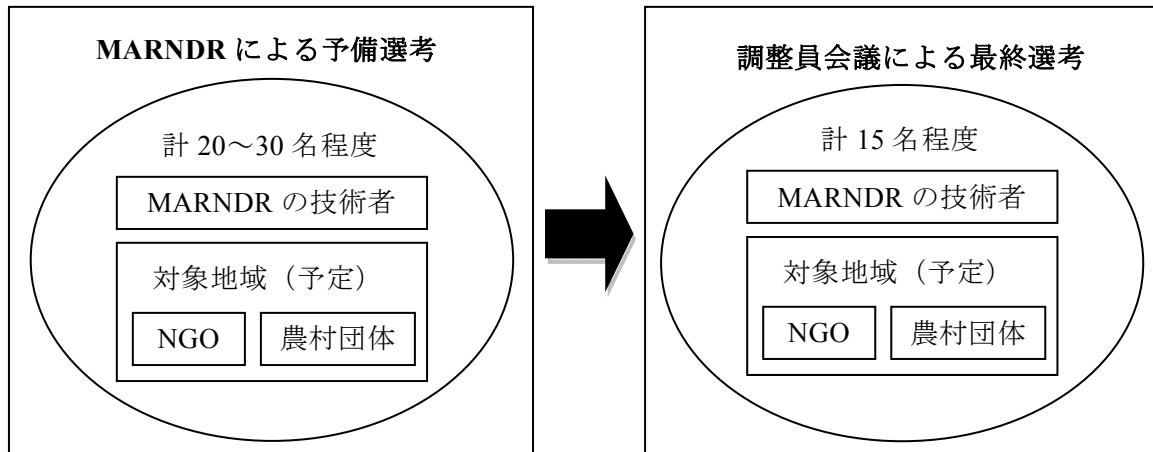 MARNDR による予備選考
計 20～30 名程度
MARNDR の技術者
対象地域（予定）
NGO
農村団体
調整員会議による最終選考
計 15 名程度
MARNDR の技術者
対象地域（予定）
NGO
農村団体